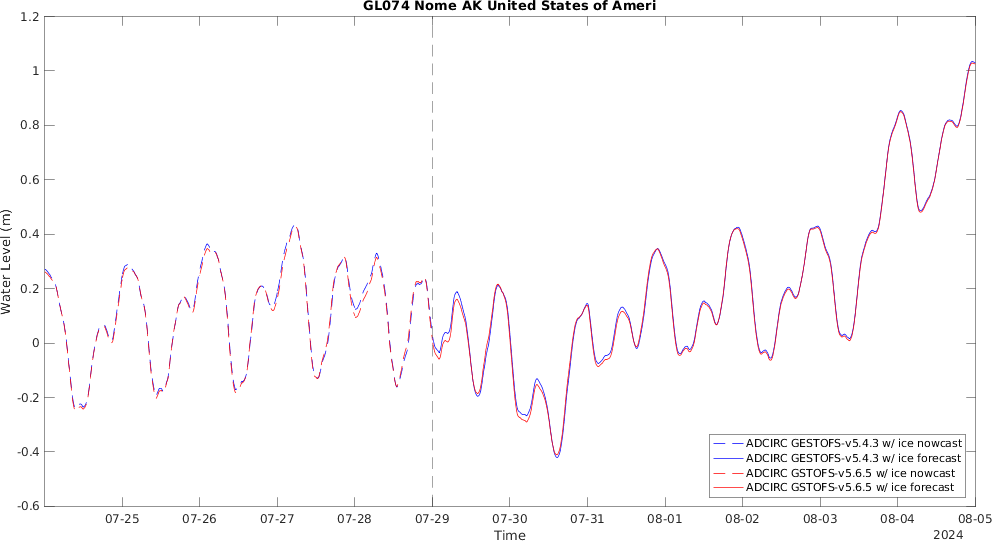 GL074 Nome AK United States of Ameri
1.2
1
0.8
0.6
0.4
0.2
0
-0.2
-0.4
-0.6
Water Level (m)
ADCIRC GESTOFS-v5.4.3 w/ ice nowcast
ADCIRC GESTOFS-v5.4.3 w/ ice forecast
ADCIRC GSTOFS-v5.6.5 w/ ice nowcast
ADCIRC GSTOFS-v5.6.5 w/ ice forecast
07-25 07-26 07-27 07-28 07-29 07-30 07-31 08-01 08-02 08-03 08-04 08-05
Time
2024